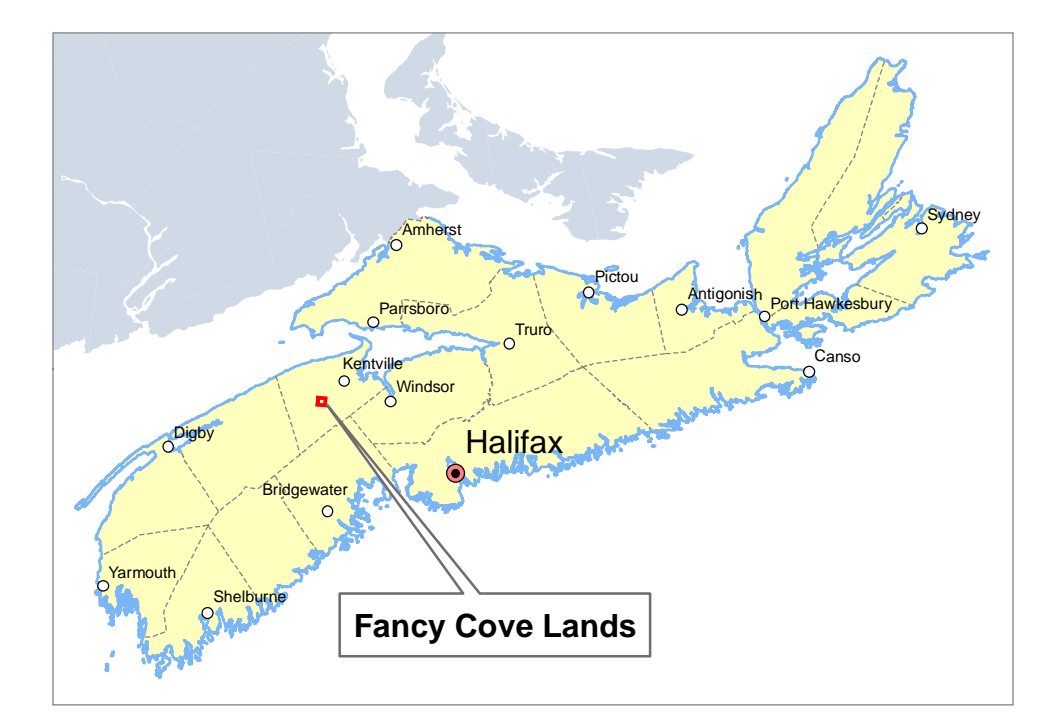 Sydney
Amherst
Pictou
Antigonish
Port Hawkesbury
Parrsboro
Truro
Canso
Kentville
Windsor
Digby
Halifax
Bridgewater
Yarmouth
Shelburne
Fancy Cove Lands